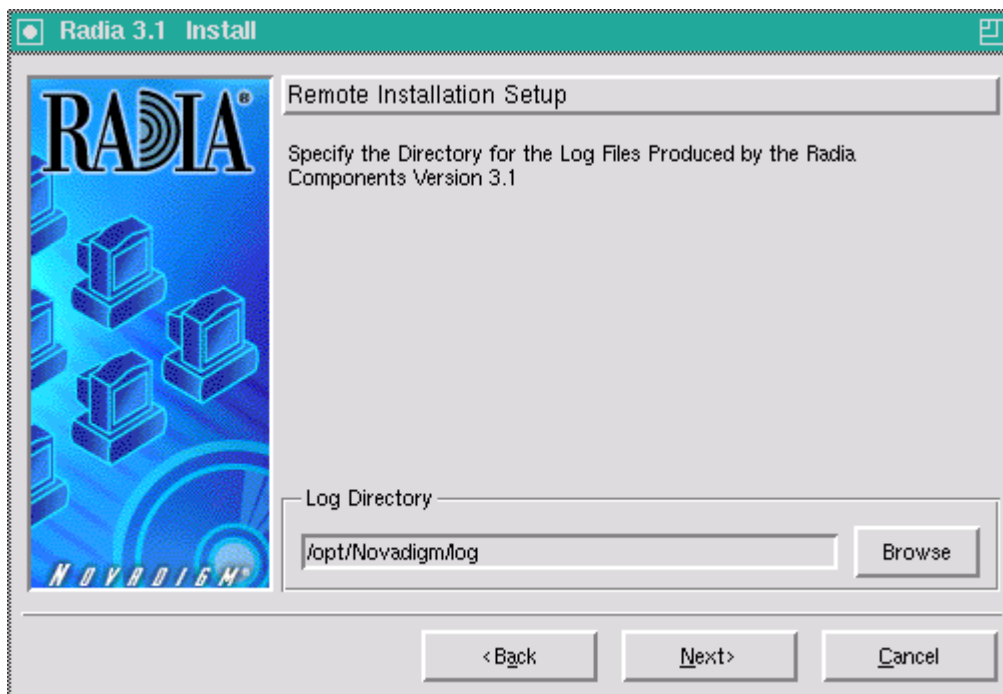 Radia 3.1 Install
RADIA®
Remote Installation Setup
Specify the Directory for the Log Files Produced by the Radia
Components Version 3.1
Log Directory
/opt/Novadigm/log
Browse
NOVADIGM®
<Back
Next>
Cancel